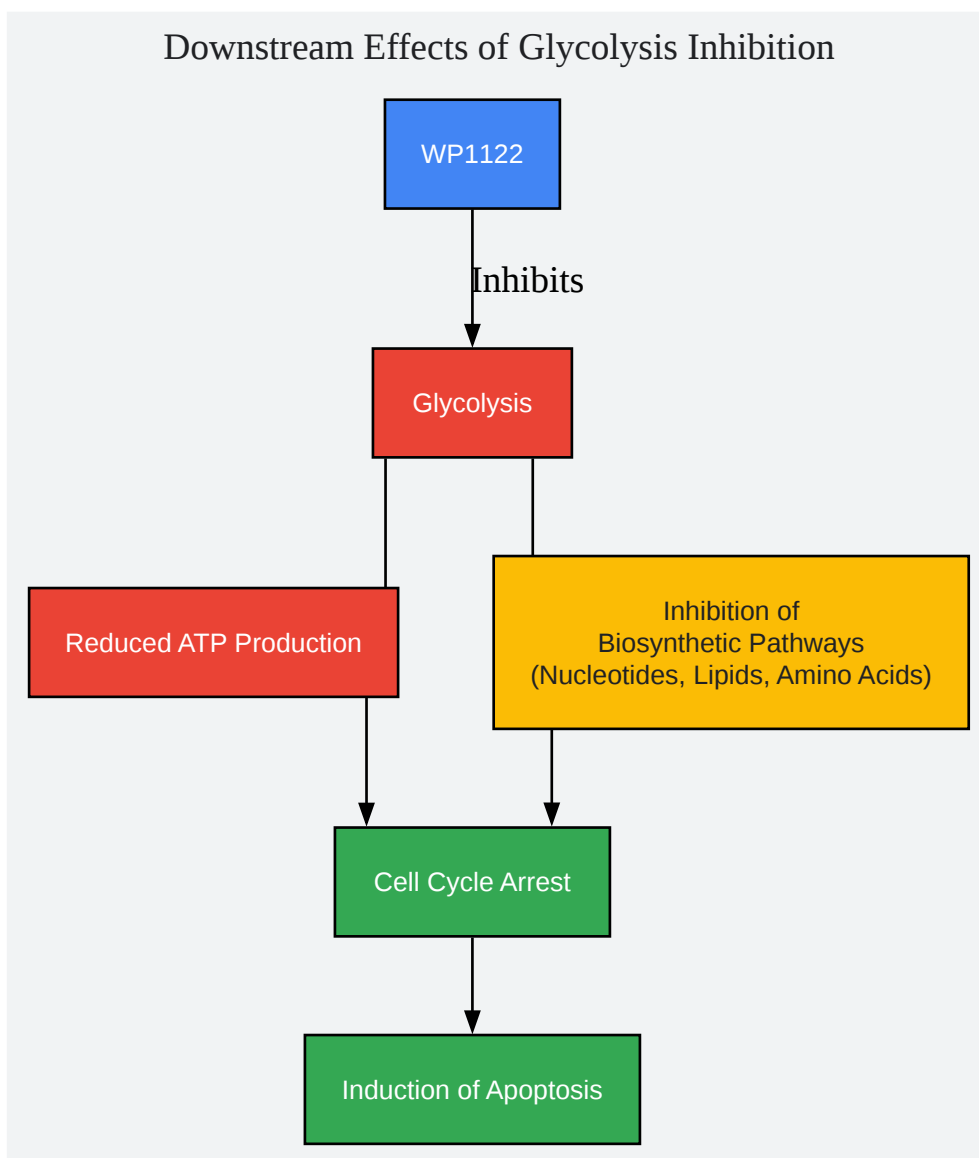 Downstream Effects of Glycolysis Inhibition
WP1122
Inhibits
Glycolysis
Reduced ATP Production
Inhibition of
Biosynthetic Pathways
(Nucleotides, Lipids, Amino Acids)
Cell Cycle Arrest
Induction of Apoptosis